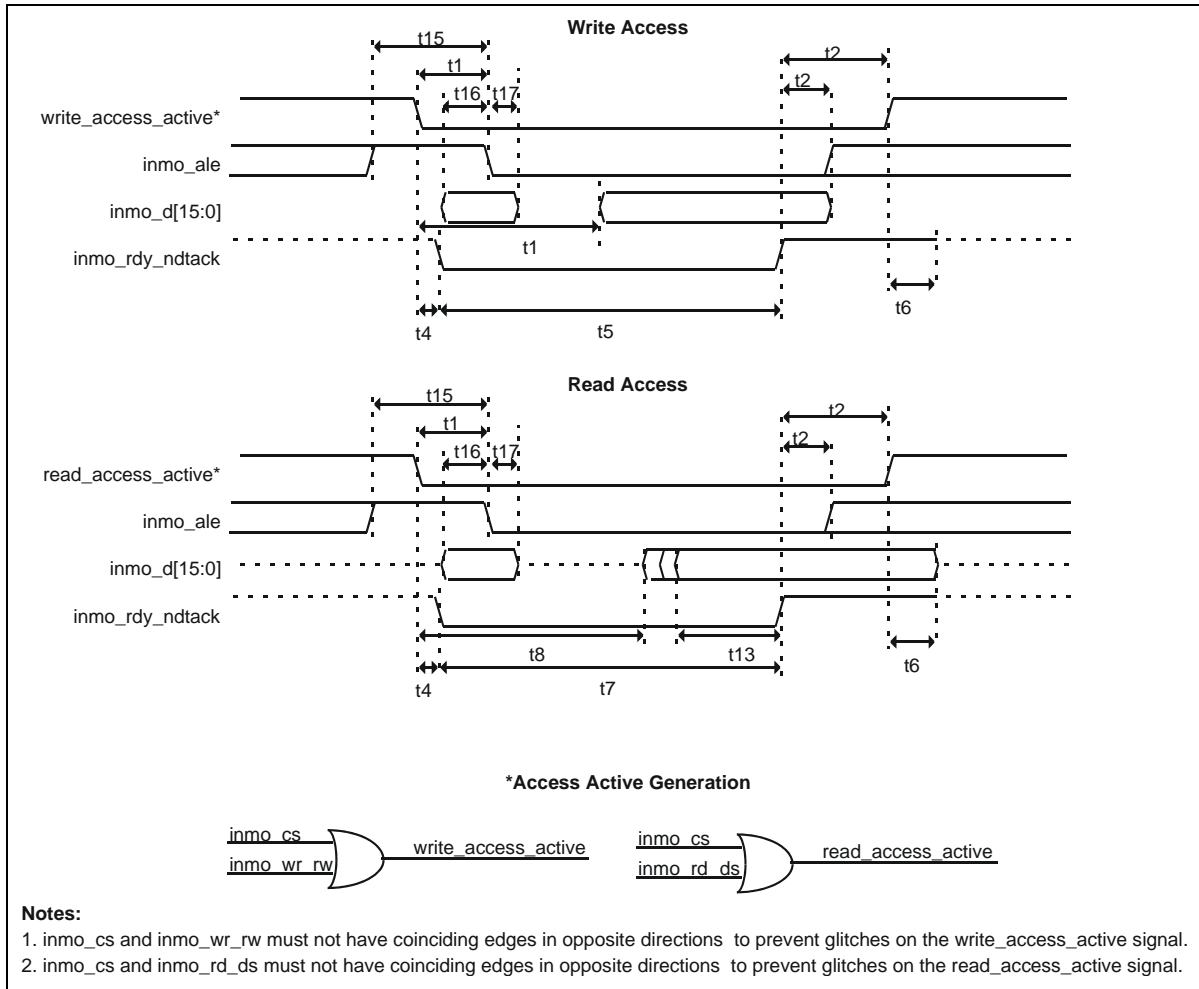 Write Access
t15
t2
t1
t2
t16 t17
write_access_active*
inmo_ale
inmo_d[15:0]
t1
inmo_rdy_ndtack
t6
t4
t5
Read Access
t15
t2
t1
t2
t16 t17
read_access_active*
inmo_ale
inmo_d[15:0]
inmo_rdy_ndtack
t8
t13
t6
t4
t7
*Access Active Generation
inmo_cs
write_access_active
inmo_wr_rw
inmo_cs
read_access_active
inmo_rd_ds
Notes:
1. inmo_cs and inmo_wr_rw must not have coinciding edges in opposite directions to prevent glitches on the write_access_active signal.
2. inmo_cs and inmo_rd_ds must not have coinciding edges in opposite directions to prevent glitches on the read_access_active signal.